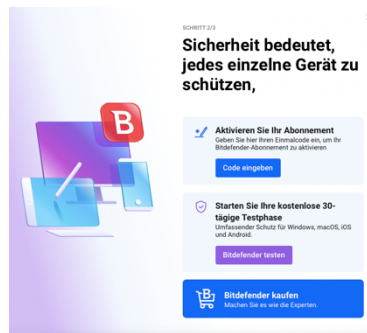 SCHRITT 2/3
Sicherheit bedeutet,
jedes einzelne Gerät zu
schützen,
B
Aktivieren Sie Ihr Abonnement
Geben Sie hier Ihren Einmalcode ein, um Ihr
Bitdefender-Abonnement zu aktivieren
Code eingeben
Starten Sie Ihre kostenlose 30-
tägige Testphase
Umfassender Schutz für Windows, macOS, iOS
und Android.
Bitdefender testen
B
Bitdefender kaufen
Machen Sie es wie die Experten.